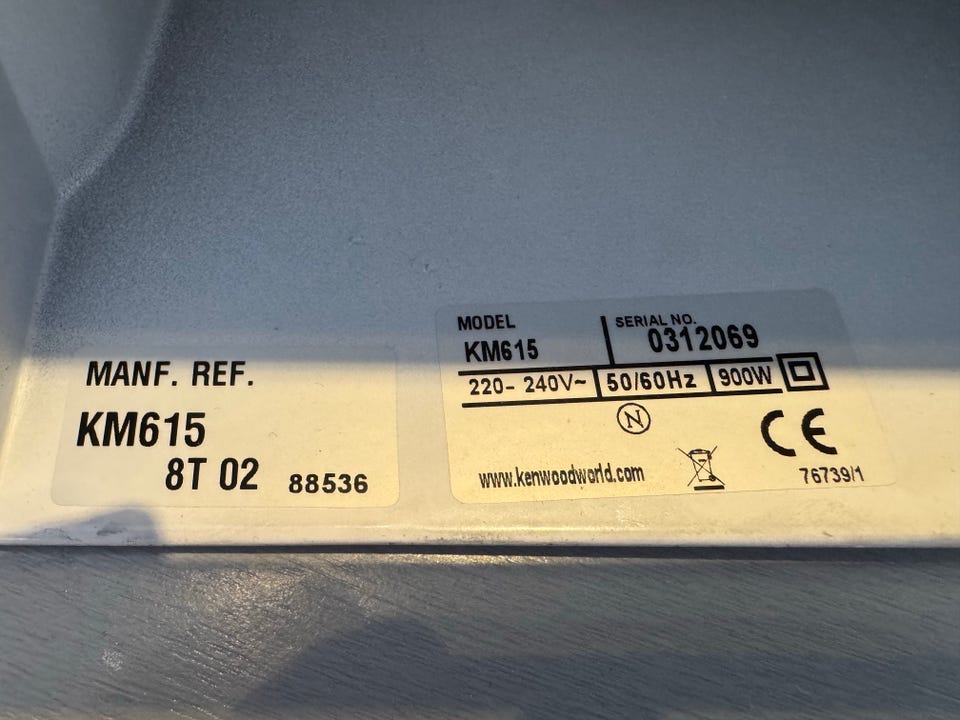 MANF. REF.
KM615
8T 02 88536
MODEL
KM615
SERIAL NO.
0312069
220- 240V~ 50/60Hz 900W
N
CE
www.kenwoodworld.com
76739/1